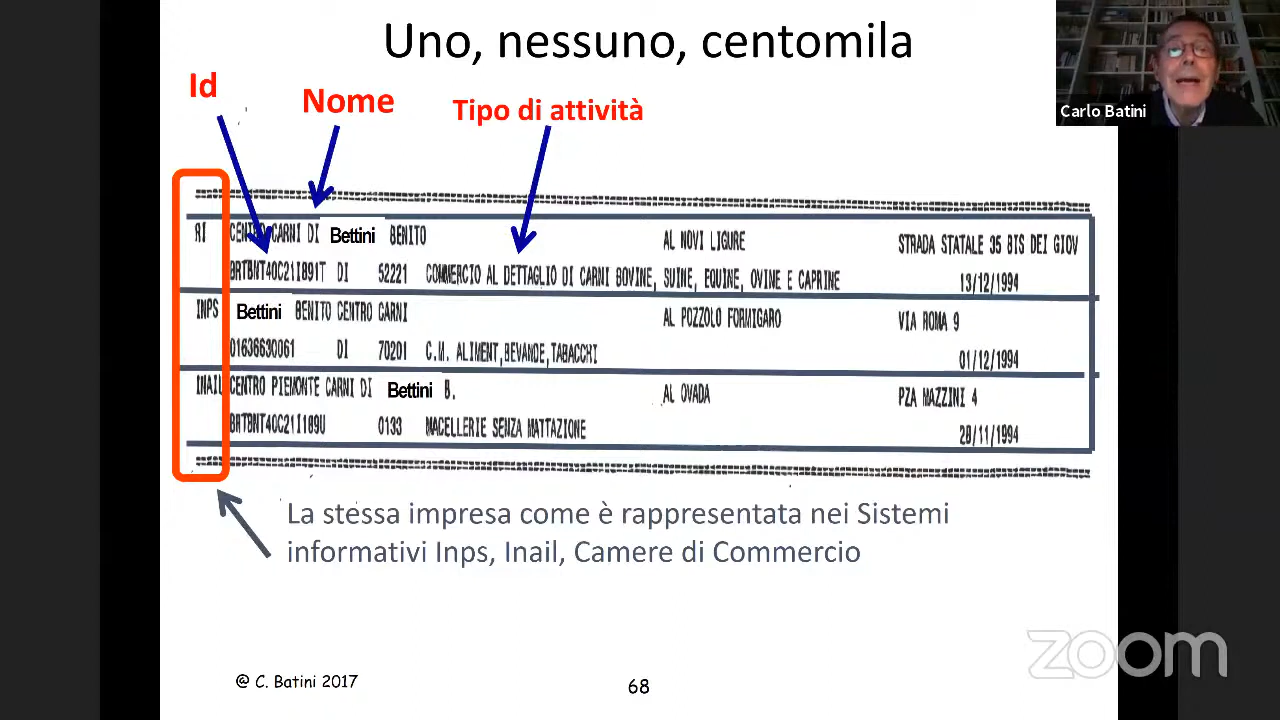 Uno, nessuno, centomila
Id
Nome
Tipo di attività
Carlo Batini
RI CENTRO CARNI DI Bettini BENITO AL NOVI LIGURE STRADA STATALE 35 BIS DEI GIOV
BRTBNT40C21I891T DI 52221 COMMERCIO AL DETTAGLIO DI CARNI BOVINE, SUINE, EQUINE, OVINE E CAPRINE 13/12/1994
INPS Bettini BENITO CENTRO CARNI AL POZZOLO FORMIGARO VIA ROMA 9
01636630061 DI 70201 C.M. ALIMENT,BEVANDE,TABACCHI 01/12/1994
INAIL CENTRO PIEMONTE CARNI DI Bettini B. AL OVADA PZA MAZZINI 4
BRTBNT40C21I189U 0133 MACELLERIE SENZA MATTAZIONE 28/11/1994
La stessa impresa come è rappresentata nei Sistemi
informativi Inps, Inail, Camere di Commercio
@ C. Batini 2017
68
zoom